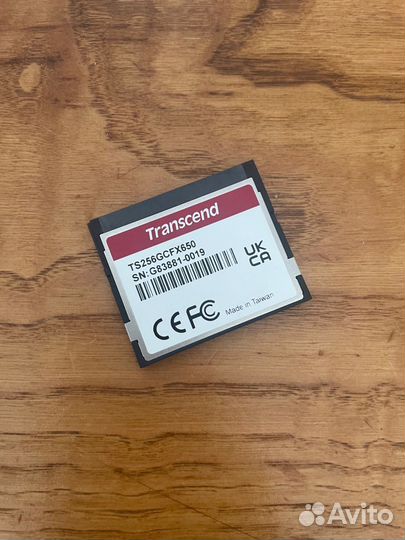 Transcend
TS256GCFX650
SN: G83881-0019
UK
CA
CE FC
Made in Taiwan
Avito